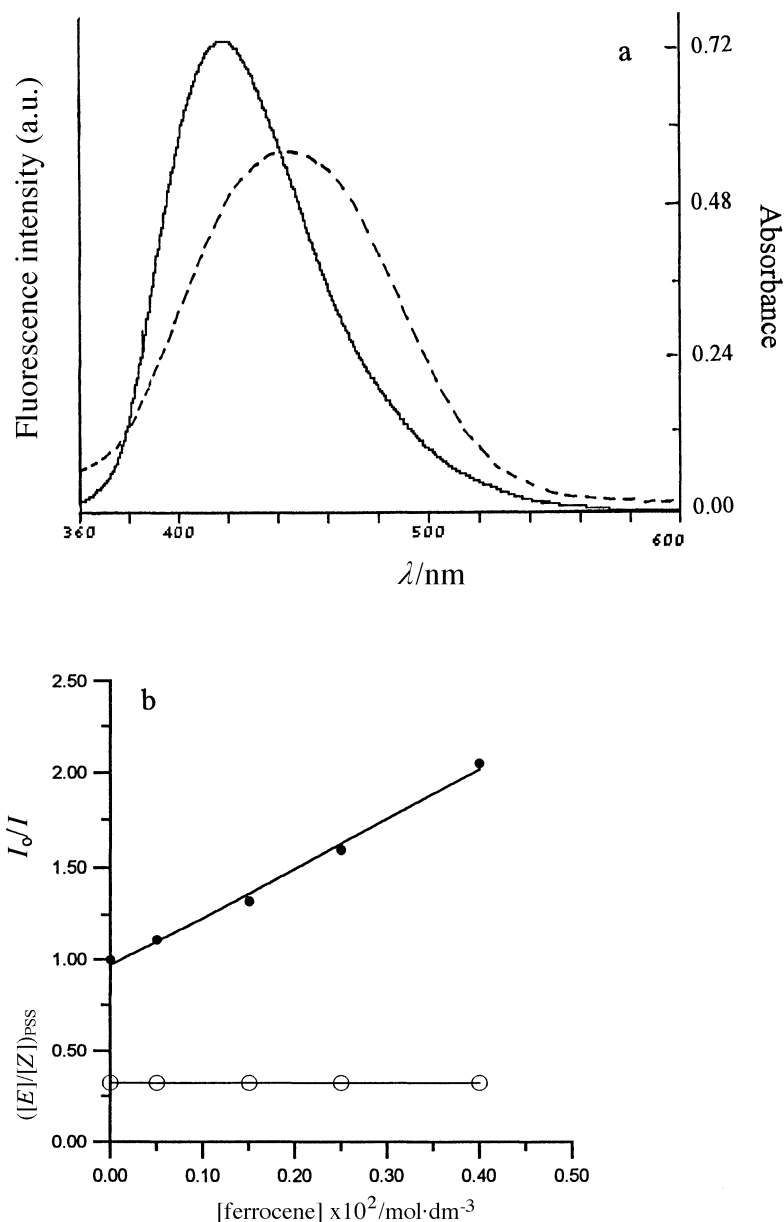 a
Fluorescence intensity (a.u.)
0.72
0.48
0.24
0.00
Absorbance
360 400 500 600
λ/nm
b
2.50
2.00
1.50
1.00
0.50
0.00
I₀/I
([E]/[Z])PSS
0.00 0.10 0.20 0.30 0.40 0.50
[ferrocene] x10²/mol·dm⁻³